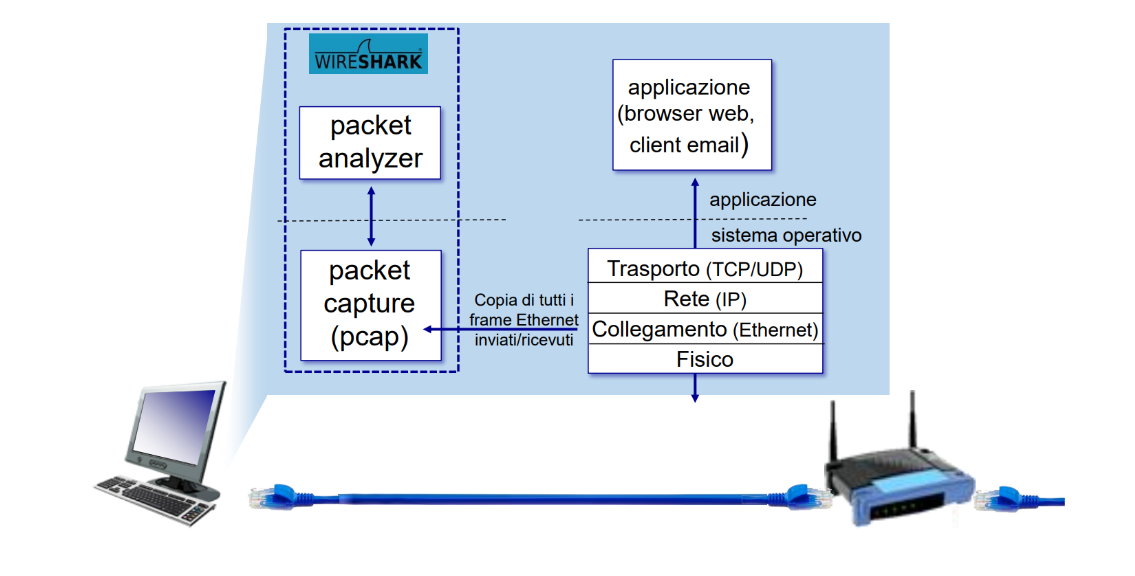 WIRESHARK
packet
analyzer
packet
capture
(pcap)
Copia di tutti i
frame Ethernet
inviati/ricevuti
applicazione
(browser web,
client email)
applicazione
sistema operativo
Trasporto (TCP/UDP)
Rete (IP)
Collegamento (Ethernet)
Fisico